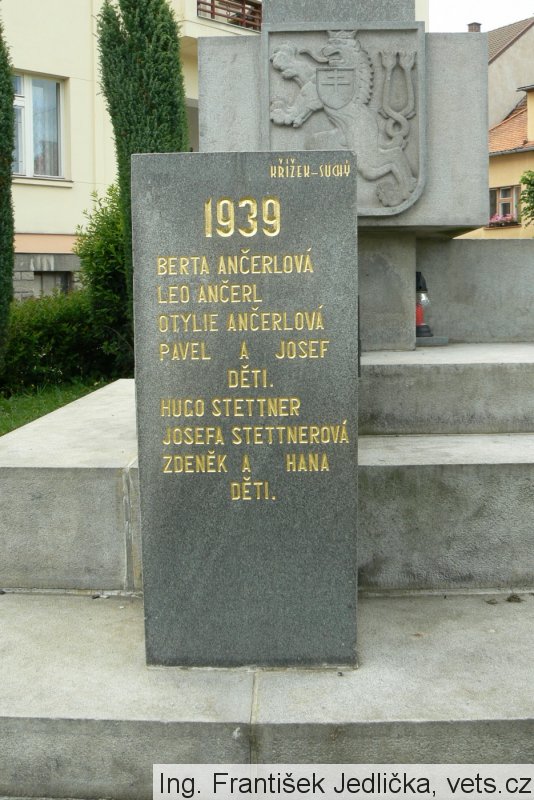 KŘÍŽEK-SUCHÝ
1939
BERTA ANČERLOVÁ
LEO ANČERL
OTYLIE ANČERLOVÁ
PAVEL A JOSEF
DĚTI.
HUGO STETTNER
JOSEFA STETTNEROVÁ
ZDENĚK A HANA
DĚTI.
Ing. František Jedlička, vets.cz